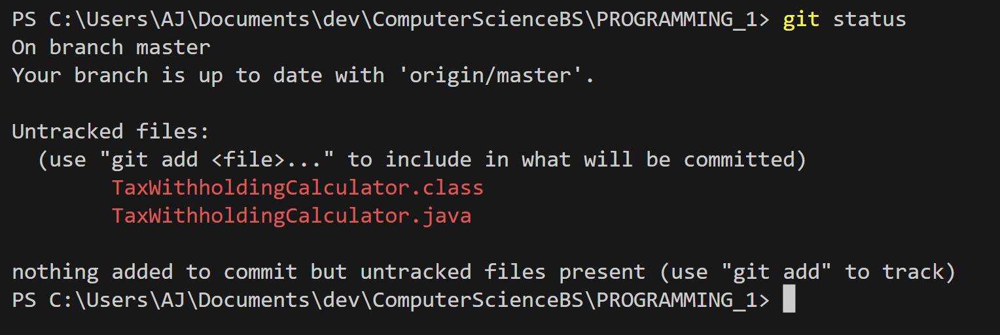 PS C:\Users\AJ\Documents\dev\ComputerScienceBS\PROGRAMMING_1> git status
On branch master
Your branch is up to date with 'origin/master'.
Untracked files:
(use "git add <file>..." to include in what will be committed)
TaxWithholdingCalculator.class
TaxWithholdingCalculator.java
nothing added to commit but untracked files present (use "git add" to track)
PS C:\Users\AJ\Documents\dev\ComputerScienceBS\PROGRAMMING_1>